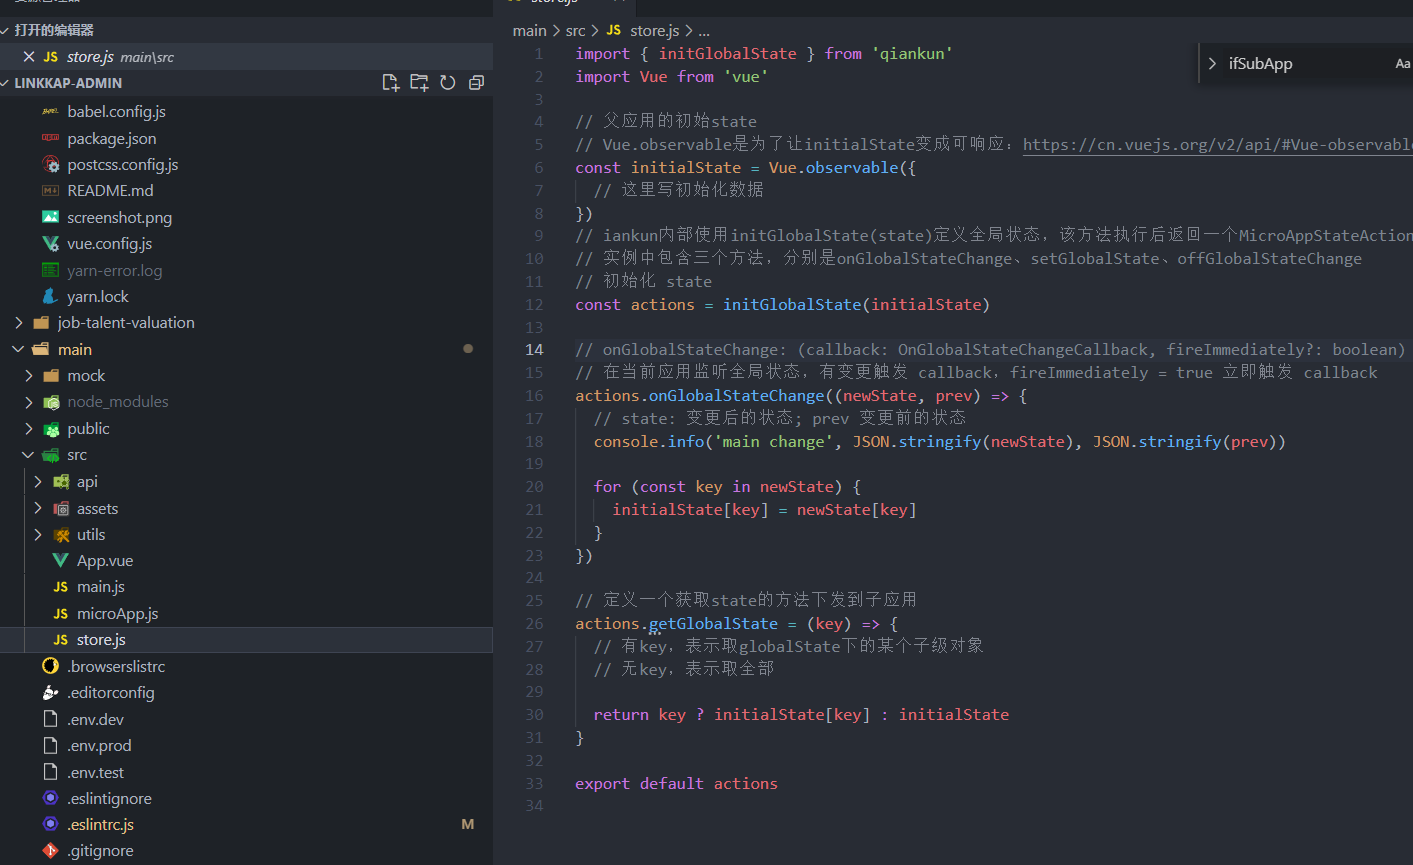 打开的编辑器
JS store.js main\src
LINKKAP-ADMIN
babel.config.js
package.json
postcss.config.js
README.md
screenshot.png
vue.config.js
yarn-error.log
yarn.lock
job-talent-valuation
main
mock
node_modules
public
src
api
assets
utils
App.vue
JS main.js
JS microApp.js
JS store.js
.browserslistrc
.editorconfig
.env.dev
.env.prod
.env.test
.eslintignore
.eslintrc.js M
.gitignore
store.js
main > src > JS store.js > ...
ifSubApp Aa
1 import { initGlobalState } from 'qiankun'
2 import Vue from 'vue'
3
4 // 父应用的初始state
5 // Vue.observable是为了让initialState变成可响应：https://cn.vuejs.org/v2/api/#Vue-observable
6 const initialState = Vue.observable({
7 // 这里写初始化数据
8 })
9 // iankun内部使用initGlobalState(state)定义全局状态，该方法执行后返回一个MicroAppStateAction
10 // 实例中包含三个方法，分别是onGlobalStateChange、setGlobalState、offGlobalStateChange
11 // 初始化 state
12 const actions = initGlobalState(initialState)
13
14 // onGlobalStateChange: (callback: OnGlobalStateChangeCallback, fireImmediately?: boolean)
15 // 在当前应用监听全局状态，有变更触发 callback，fireImmediately = true 立即触发 callback
16 actions.onGlobalStateChange((newState, prev) => {
17 // state: 变更后的状态; prev 变更前的状态
18 console.info('main change', JSON.stringify(newState), JSON.stringify(prev))
19
20 for (const key in newState) {
21 initialState[key] = newState[key]
22 }
23 })
24
25 // 定义一个获取state的方法下发到子应用
26 actions.getGlobalState = (key) => {
27 // 有key，表示取globalState下的某个子级对象
28 // 无key，表示取全部
29
30 return key ? initialState[key] : initialState
31 }
32
33 export default actions
34